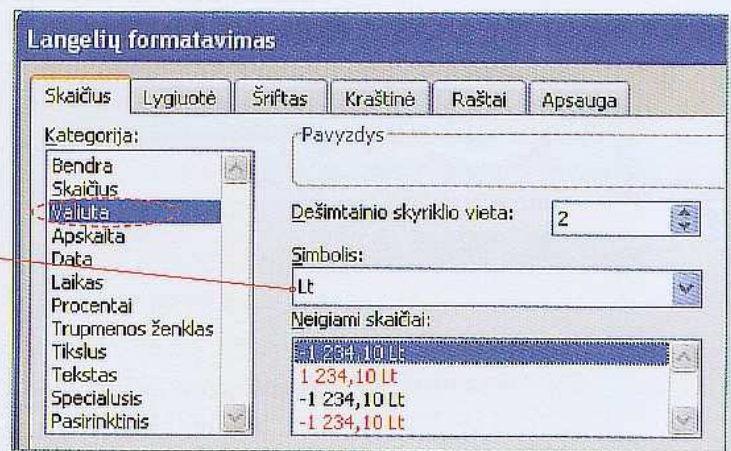 Langelių formatavimas
Skaičius Lygiuotė Šriftas Kraštinė Raštai Apsauga
Kategorija:
Bendra
Skaičius
Valiuta
Apskaita
Data
Laikas
Procentai
Trupmenos ženklas
Tikslus
Tekstas
Specialusis
Pasirinktinis
Pavyzdys
Dešimtainio skyriklio vieta: 2
Simbolis:
Lt
Neigiami skaičiai:
-1 234,10 Lt
1 234,10 Lt
-1 234,10 Lt
-1 234,10 Lt